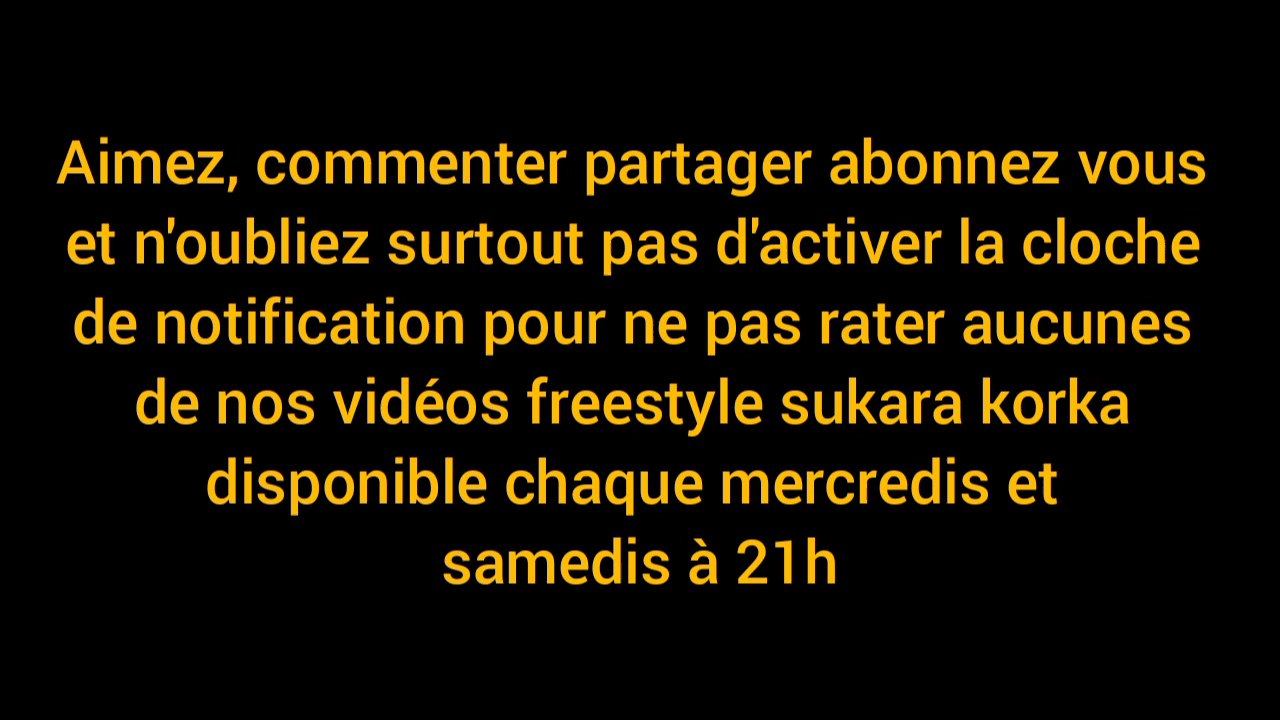 Aimez, commenter partager abonnez vous
et n'oubliez surtout pas d'activer la cloche
de notification pour ne pas rater aucunes
de nos vidéos freestyle sukara korka
disponible chaque mercredis et
samedis à 21h